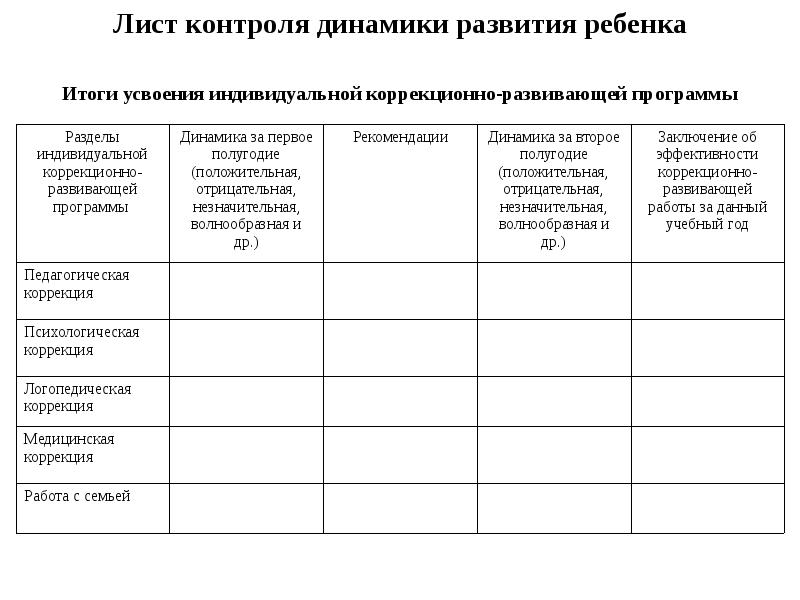 Лист контроля динамики развития ребенка
Итоги усвоения индивидуальной коррекционно-развивающей программы
Разделы
индивидуальной
коррекционно-
развивающей
программы
Динамика за первое
полугодие
(положительная,
отрицательная,
незначительная,
волнообразная и
др.)
Рекомендации
Динамика за второе
полугодие
(положительная,
отрицательная,
незначительная,
волнообразная и
др.)
Заключение об
эффективности
коррекционно-
развивающей
работы за данный
учебный год
Педагогическая
коррекция
Психологическая
коррекция
Логопедическая
коррекция
Медицинская
коррекция
Работа с семьей